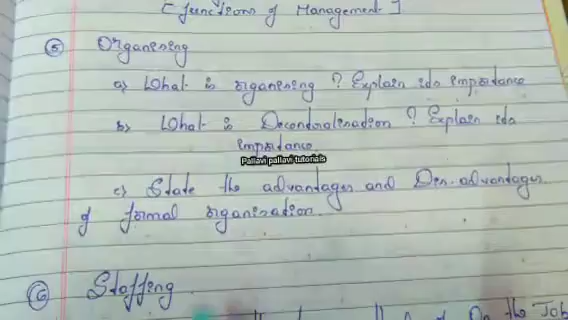 [Functions of Management]
5 Organising
a) What is organising ? Explain its importance
b) What is Decentralisation ? Explain its
importance
Pallavi pallavi tutorials
c) State the advantages and Dis-advantages
of formal organisation.
6 Staffing
On the Job